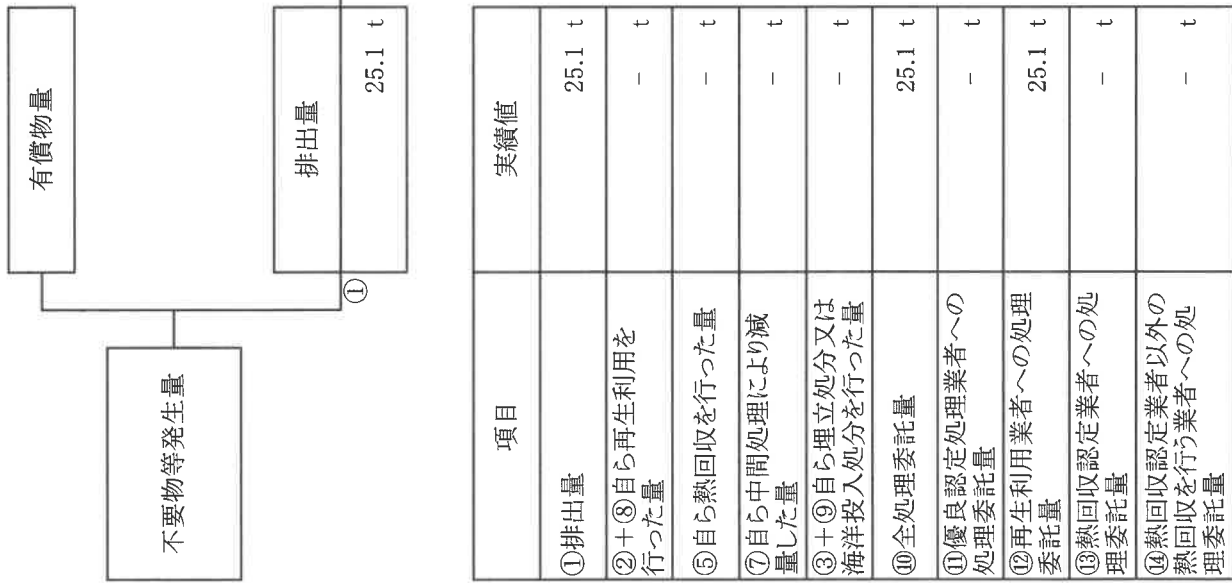 有償物量
不要物等発生量
①
排出量
25.1 t
項目
実績値
①排出量
25.1 t
②+⑧自ら再生利用を
行った量
- t
⑤自ら熱回収を行った量
- t
⑦自ら中間処理により減
量した量
- t
③+⑨自ら埋立処分又は
海洋投入処分を行った量
- t
⑩全処理委託量
25.1 t
⑪優良認定処理業者への
処理委託量
- t
⑫再生利用業者への処理
委託量
25.1 t
⑬熱回収認定業者への処
理委託量
- t
⑭熱回収認定業者以外の
熱回収を行う業者への処
理委託量
- t